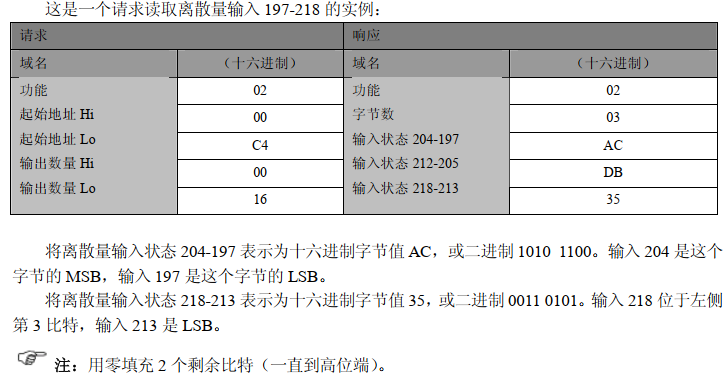 这是一个请求读取离散量输入 197-218 的实例：
请求 响应
域名 （十六进制） 域名 （十六进制）
功能 02 功能 02
起始地址 Hi 00 字节数 03
起始地址 Lo C4 输入状态 204-197 AC
输出数量 Hi 00 输入状态 212-205 DB
输出数量 Lo 16 输入状态 218-213 35
将离散量输入状态 204-197 表示为十六进制字节值 AC，或二进制 1010 1100。输入 204 是这个
字节的 MSB，输入 197 是这个字节的 LSB。
将离散量输入状态 218-213 表示为十六进制字节值 35，或二进制 0011 0101。输入 218 位于左侧
第 3 比特，输入 213 是 LSB。
注：用零填充 2 个剩余比特（一直到高位端）。